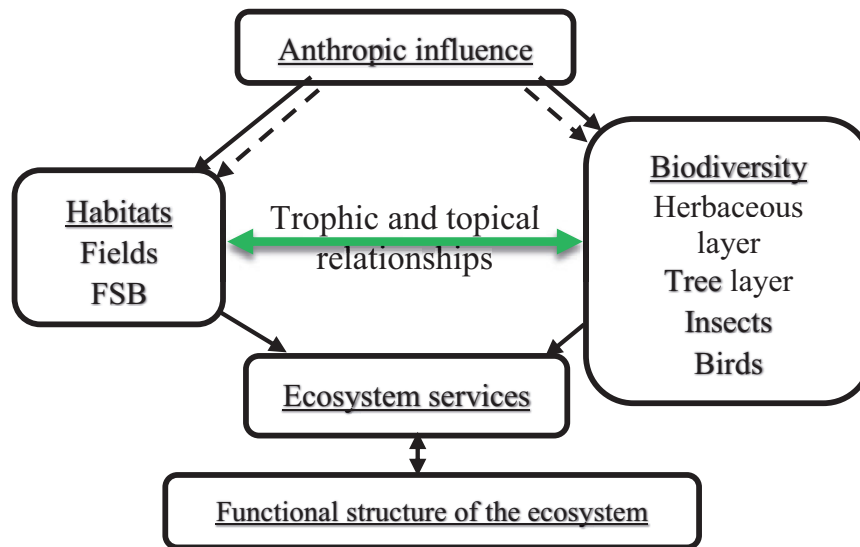 Anthropic influence
Habitats
Fields
FSB
Trophic and topical
relationships
Biodiversity
Herbaceous
layer
Tree layer
Insects
Birds
Ecosystem services
Functional structure of the ecosystem